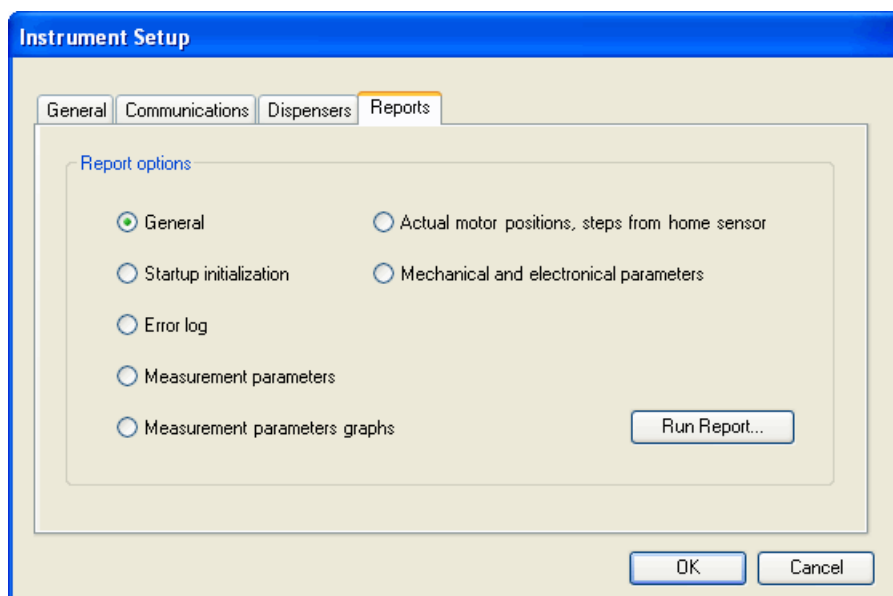 Instrument Setup
General Communications Dispensers Reports
Report options
General
Startup initialization
Error log
Measurement parameters
Measurement parameters graphs
Actual motor positions, steps from home sensor
Mechanical and electronical parameters
Run Report...
OK Cancel